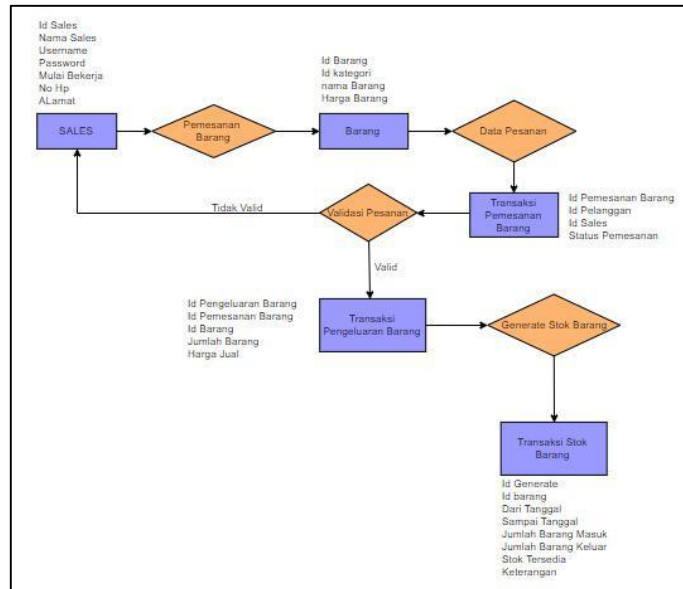 Id Sales
Nama Sales
Username
Password
Mulai Bekerja
No Hp
ALamat
SALES
Pemesanan
Barang
Id Barang
Id kategori
nama Barang
Harga Barang
Barang
Data Pesanan
Tidak Valid
Validasi Pesanan
Transaksi
Pemesanan
Barang
Id Pemesanan Barang
Id Pelanggan
Id Sales
Status Pemesanan
Valid
Id Pengeluaran Barang
Id Pemesanan Barang
Id Barang
Jumlah Barang
Harga Jual
Transaksi
Pengeluaran Barang
Generate Stok Barang
Transaksi Stok
Barang
Id Generate
Id barang
Dari Tanggal
Sampai Tanggal
Jumlah Barang Masuk
Jumlah Barang Keluar
Stok Tersedia
Keterangan